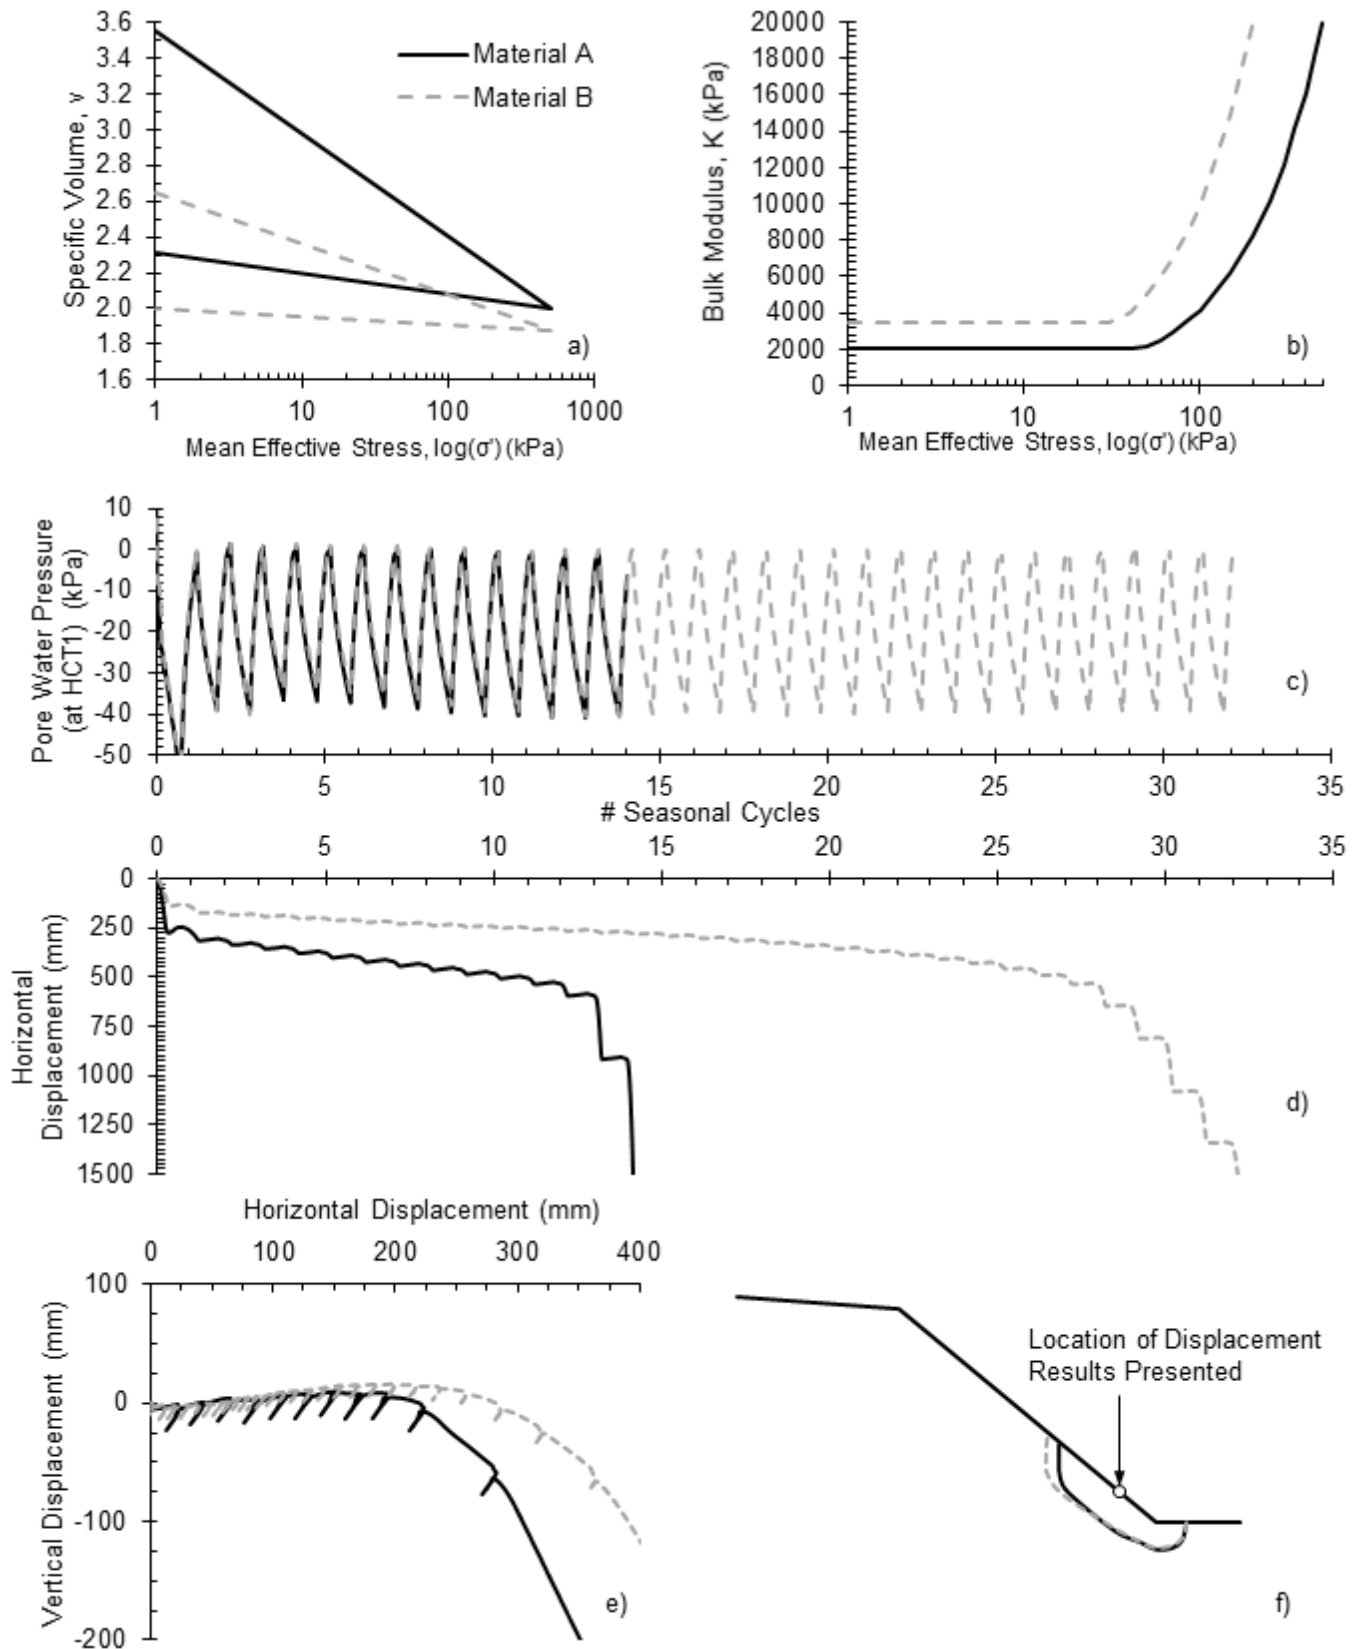 3.6
3.4
3.2
3.0
2.8
2.6
2.4
2.2
2.0
1.8
1.6
Specific Volume, v
1 10 100 1000
Mean Effective Stress, log(σ') (kPa)
Material A
Material B
a)
20000
18000
16000
14000
12000
10000
8000
6000
4000
2000
0
Bulk Modulus, K (kPa)
1 10 100
Mean Effective Stress, log(σ') (kPa)
b)
10
0
-10
-20
-30
-40
-50
Pore Water Pressure
(at HCT1) (kPa)
c)
0 5 10 15 20 25 30 35
# Seasonal Cycles
0 5 10 15 20 25 30 35
0
250
500
750
1000
1250
1500
Horizontal
Displacement (mm)
d)
Horizontal Displacement (mm)
0 100 200 300 400
100
0
-100
-200
Vertical Displacement (mm)
e)
Location of Displacement
Results Presented
f)